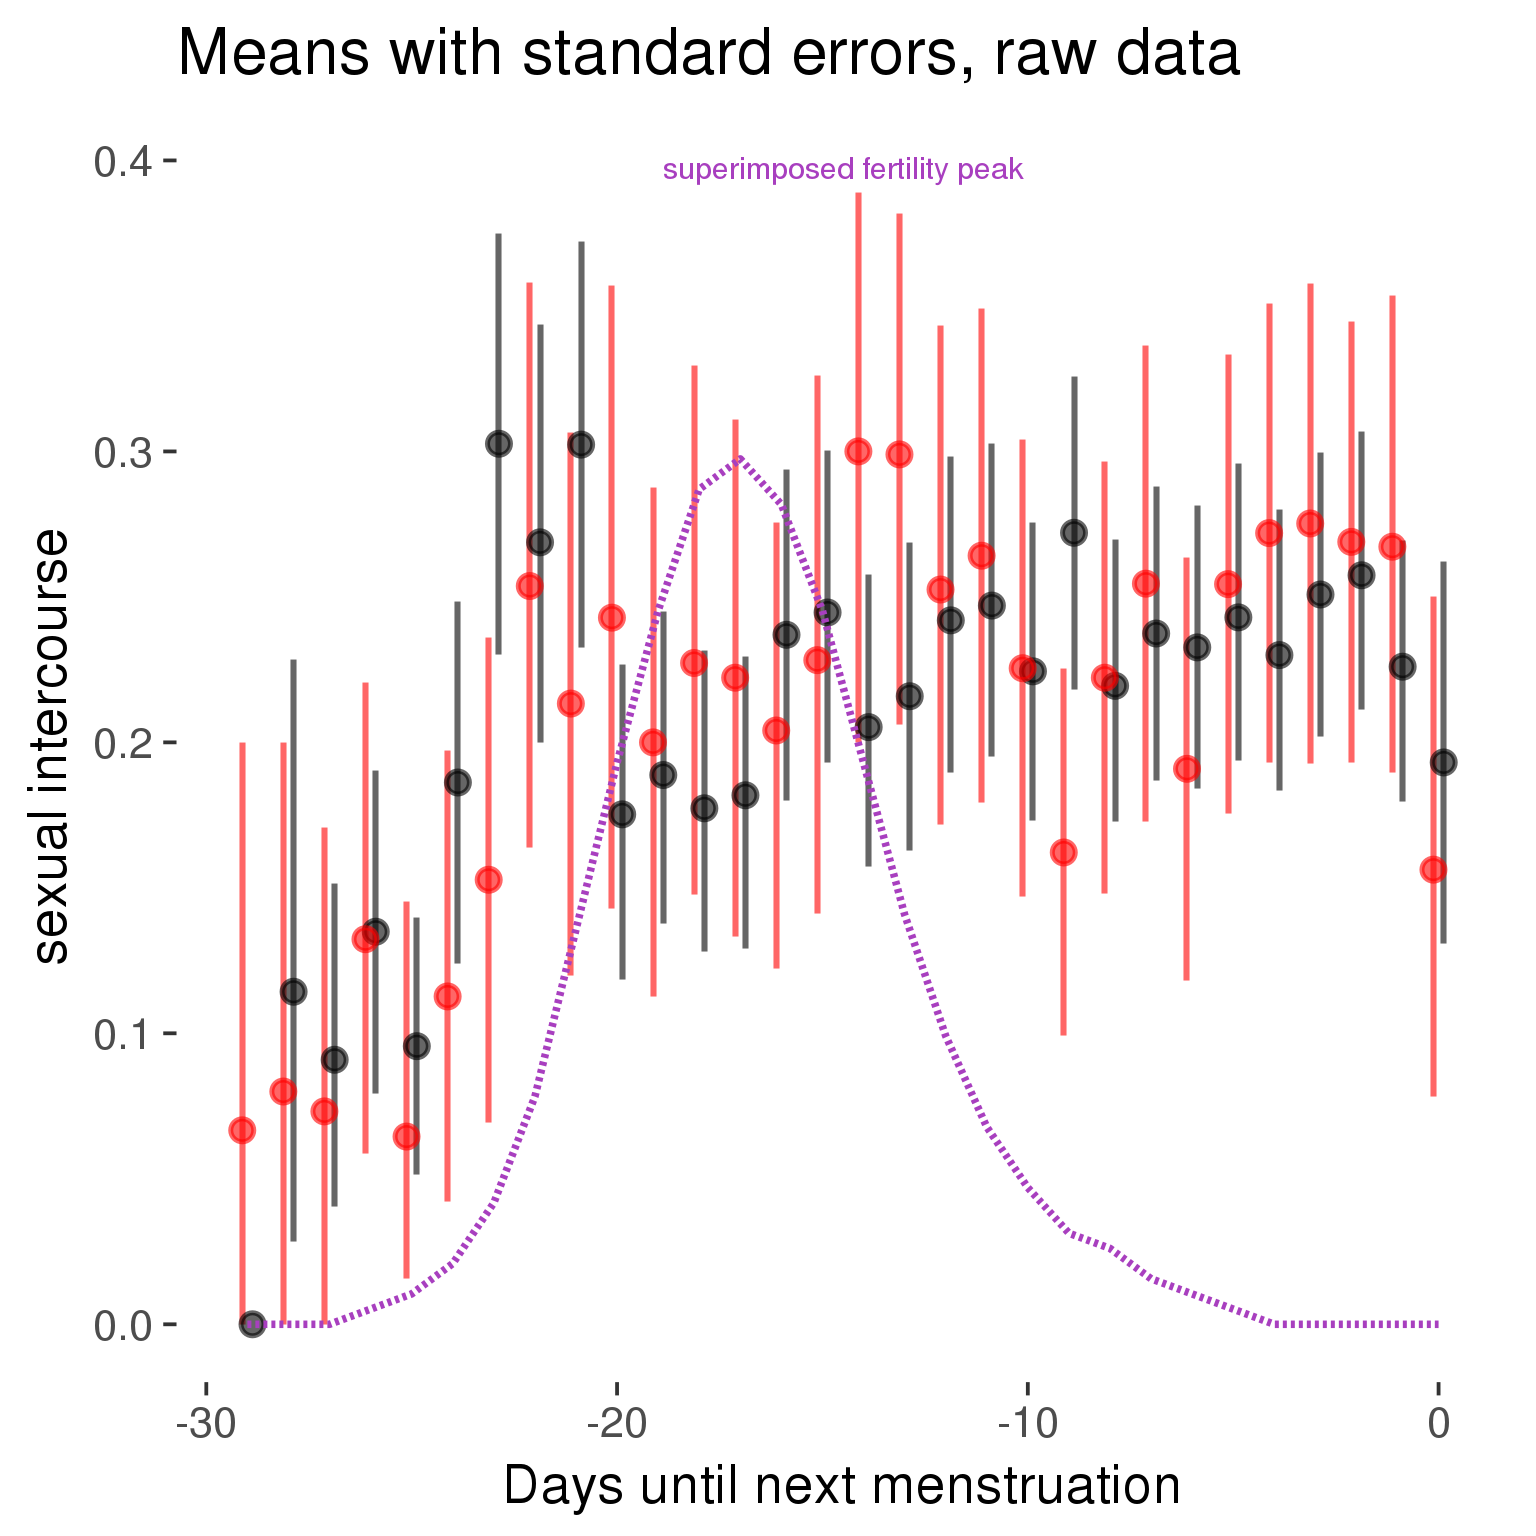 Means with standard errors, raw data
superimposed fertility peak
0.4
0.3
0.2
0.1
0.0
sexual intercourse
-30
-20
-10
0
Days until next menstruation